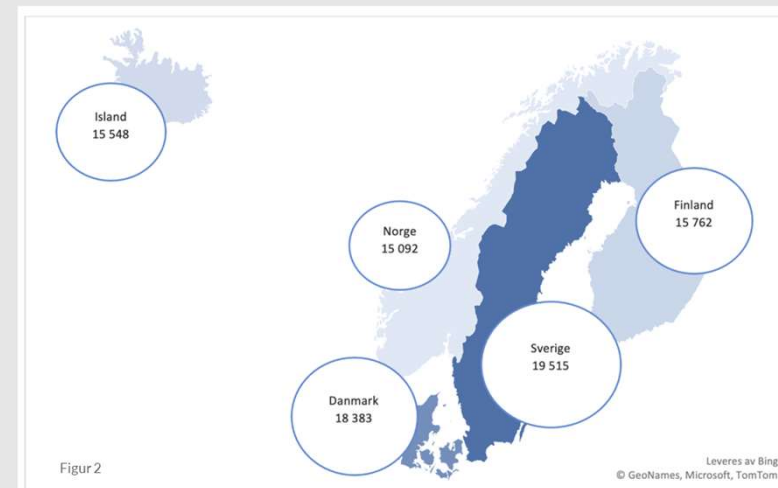 Island
15 548
Norge
15 092
Finland
15 762
Sverige
19 515
Danmark
18 383
Figur 2
Leveres av Bing
© GeoNames, Microsoft, TomTom